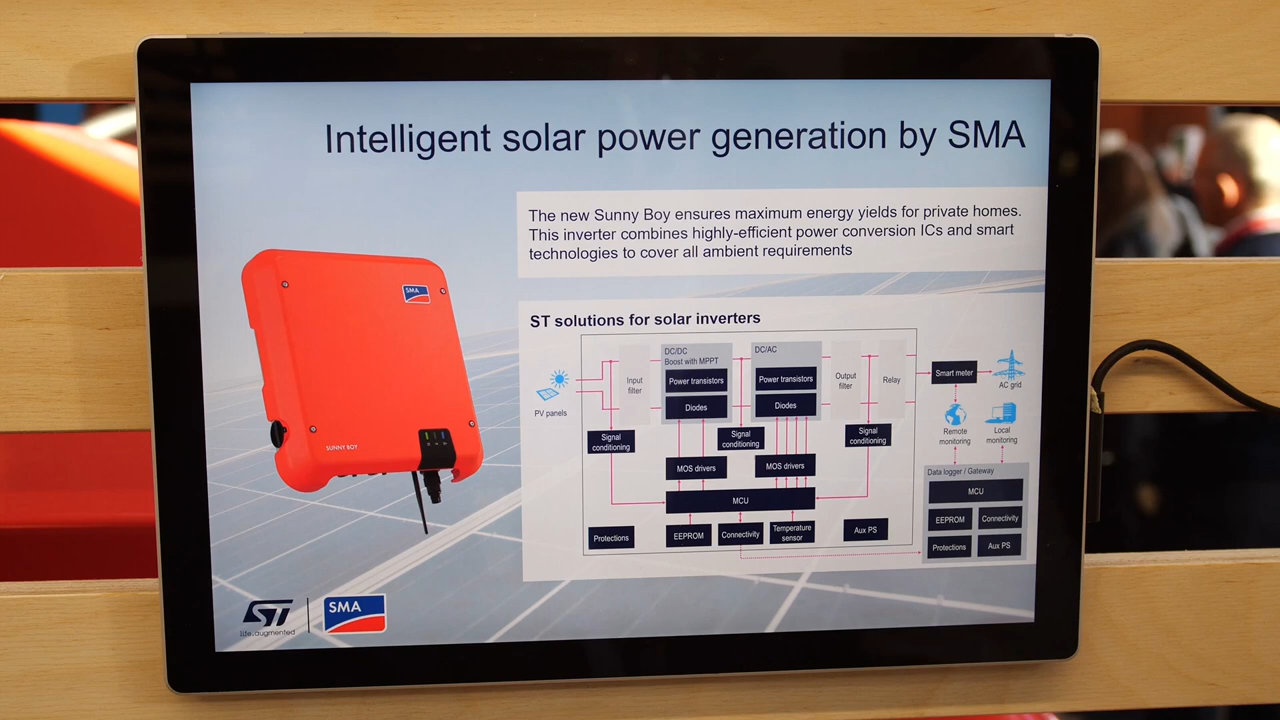 Intelligent solar power generation by SMA
The new Sunny Boy ensures maximum energy yields for private homes.
This inverter combines highly-efficient power conversion ICs and smart
technologies to cover all ambient requirements
SMA
SUNNY BOY
ST solutions for solar inverters
PV panels
Input
filter
DC/DC
Boost with MPPT
Power transistors
Diodes
DC/AC
Power transistors
Diodes
Output
filter
Relay
Smart meter
AC grid
Signal
conditioning
Signal
conditioning
Signal
conditioning
Remote
monitoring
Local
monitoring
MOS drivers
MOS drivers
MCU
Protections
EEPROM
Connectivity
Temperature
sensor
Aux PS
Data logger / Gateway
MCU
EEPROM
Connectivity
Protections
Aux PS
ST
life.augmented
SMA